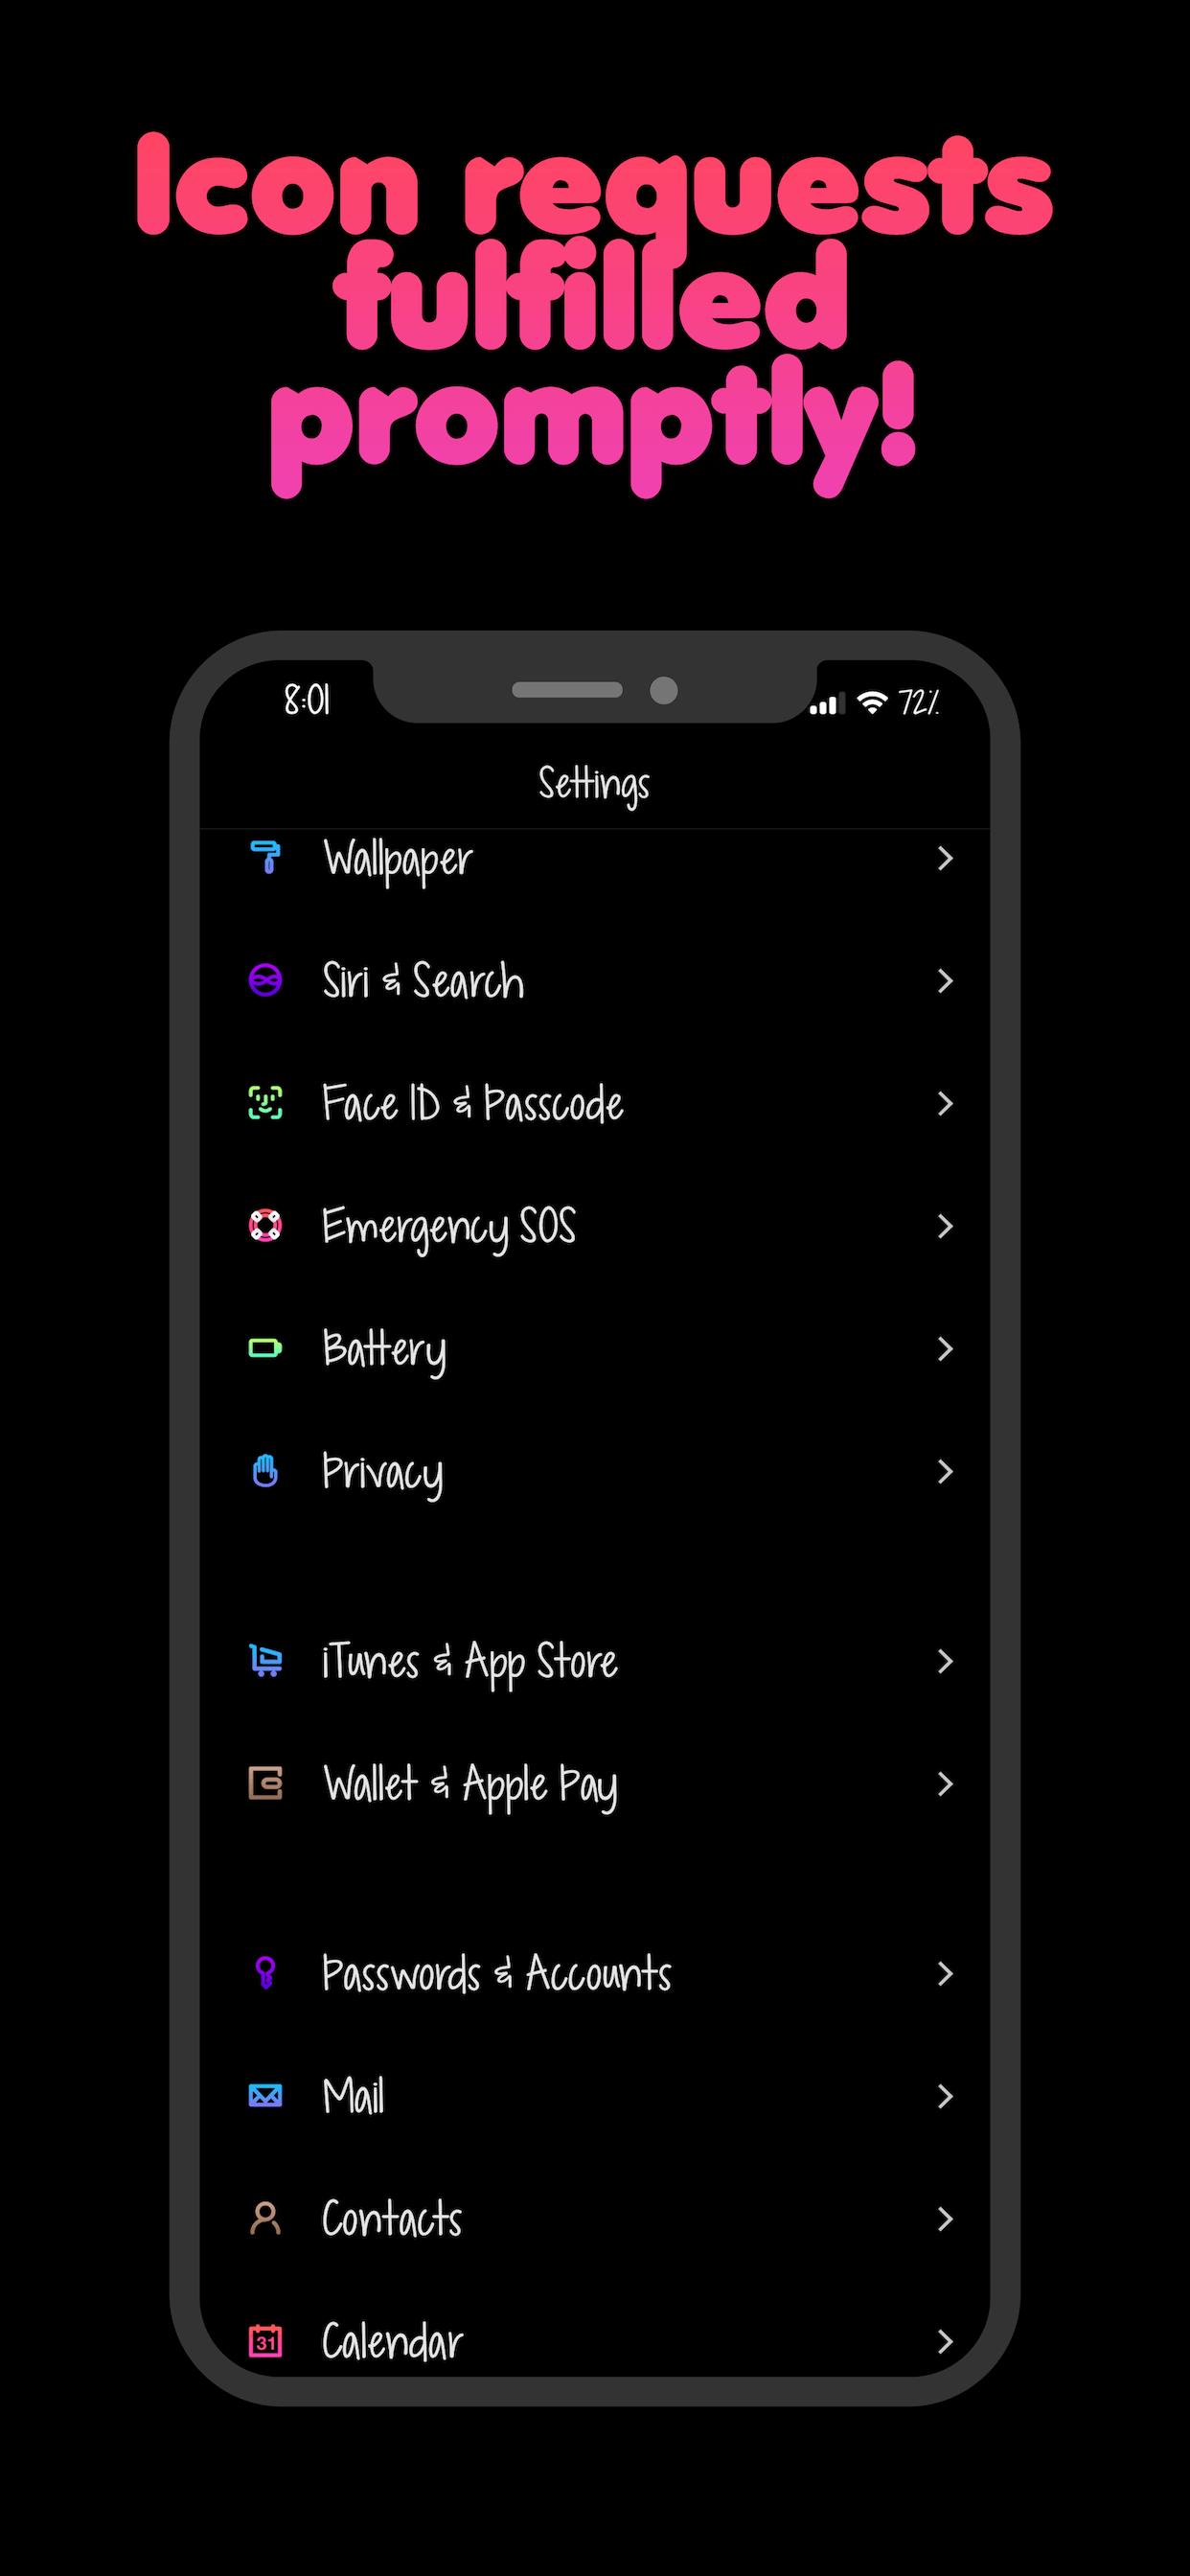 Icon requests
fulfilled
promptly!
8:01 72%
Settings
Wallpaper
Siri & Search
Face ID & Passcode
Emergency SOS
Battery
Privacy
iTunes & App Store
Wallet & Apple Pay
Passwords & Accounts
Mail
Contacts
31 Calendar